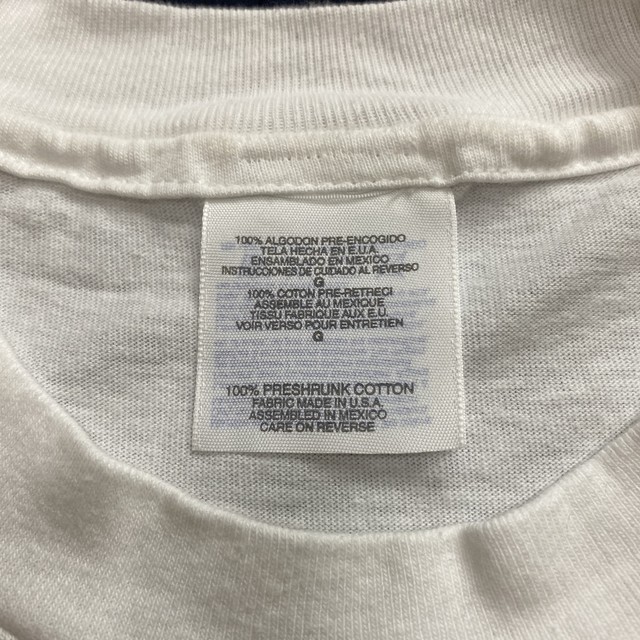 100% ALGODON PRE-ENCOGIDO
TELA HECHA EN E.U.A.
ENSAMBLADO EN MEXICO
INSTRUCCIONES DE CUIDADO AL REVERSO
G
100% COTON PRE-RETRECI
ASSEMBLE AU MEXIQUE
TISSU FABRIQUE AUX E.U.
VOIR VERSO POUR ENTRETIEN
G
100% PRESHRUNK COTTON
FABRIC MADE IN U.S.A.
ASSEMBLED IN MEXICO
CARE ON REVERSE